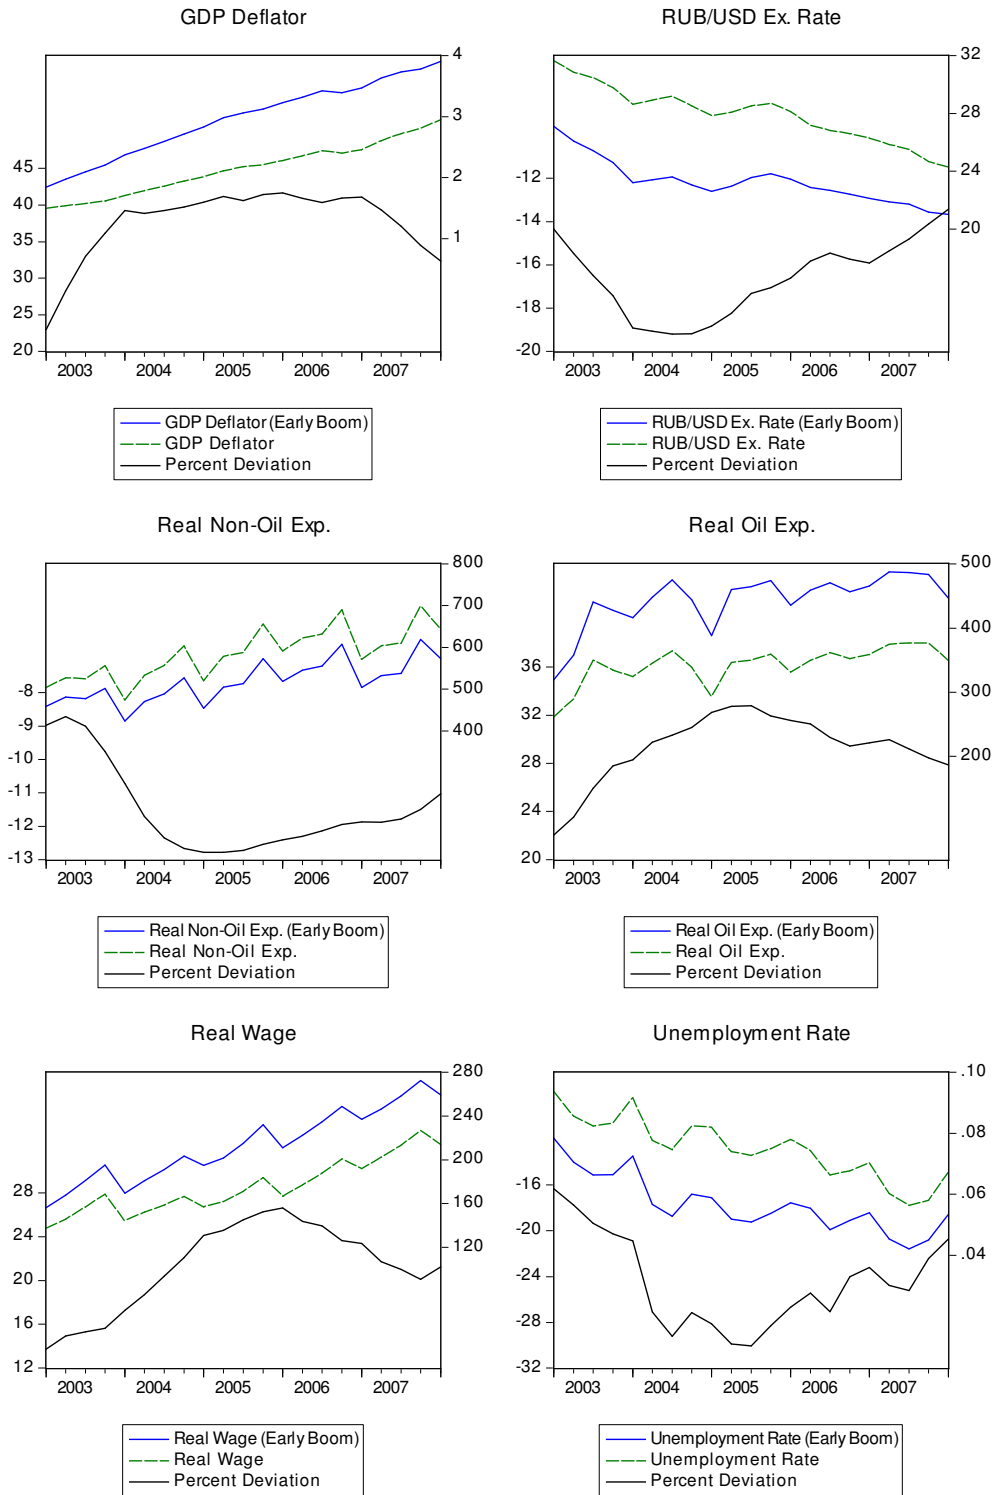 GDP Deflator
4
3
2
1
45
40
35
30
25
20
2003 2004 2005 2006 2007
GDP Deflator (Early Boom)
GDP Deflator
Percent Deviation
RUB/USD Ex. Rate
32
28
24
20
-12
-14
-16
-18
-20
2003 2004 2005 2006 2007
RUB/USD Ex. Rate (Early Boom)
RUB/USD Ex. Rate
Percent Deviation
Real Non-Oil Exp.
800
700
600
500
400
-8
-9
-10
-11
-12
-13
2003 2004 2005 2006 2007
Real Non-Oil Exp. (Early Boom)
Real Non-Oil Exp.
Percent Deviation
Real Oil Exp.
500
400
300
200
36
32
28
24
20
2003 2004 2005 2006 2007
Real Oil Exp. (Early Boom)
Real Oil Exp.
Percent Deviation
Real Wage
280
240
200
160
120
28
24
20
16
12
2003 2004 2005 2006 2007
Real Wage (Early Boom)
Real Wage
Percent Deviation
Unemployment Rate
.10
.08
.06
.04
-16
-20
-24
-28
-32
2003 2004 2005 2006 2007
Unemployment Rate (Early Boom)
Unemployment Rate
Percent Deviation